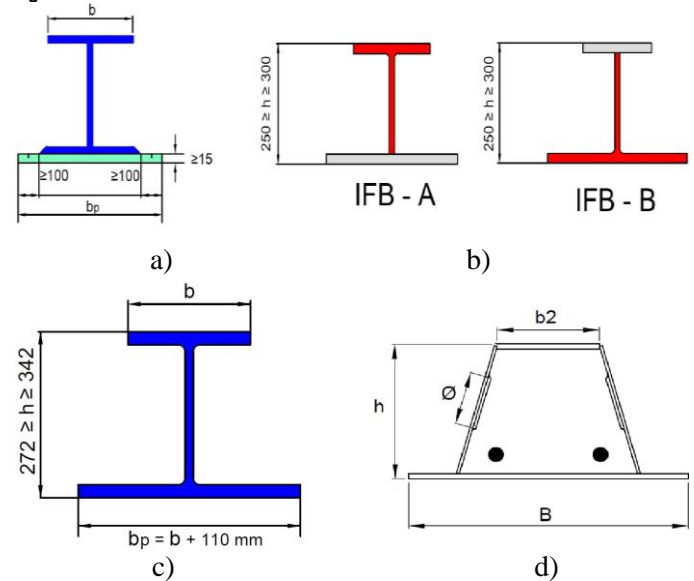 b
≥15
≥100 ≥100
bp
a)
250 ≥ h ≥ 300
IFB - A
250 ≥ h ≥ 300
IFB - B
b)
b
272 ≥ h ≥ 342
bp = b + 110 mm
c)
b2
h
Ø
B
d)